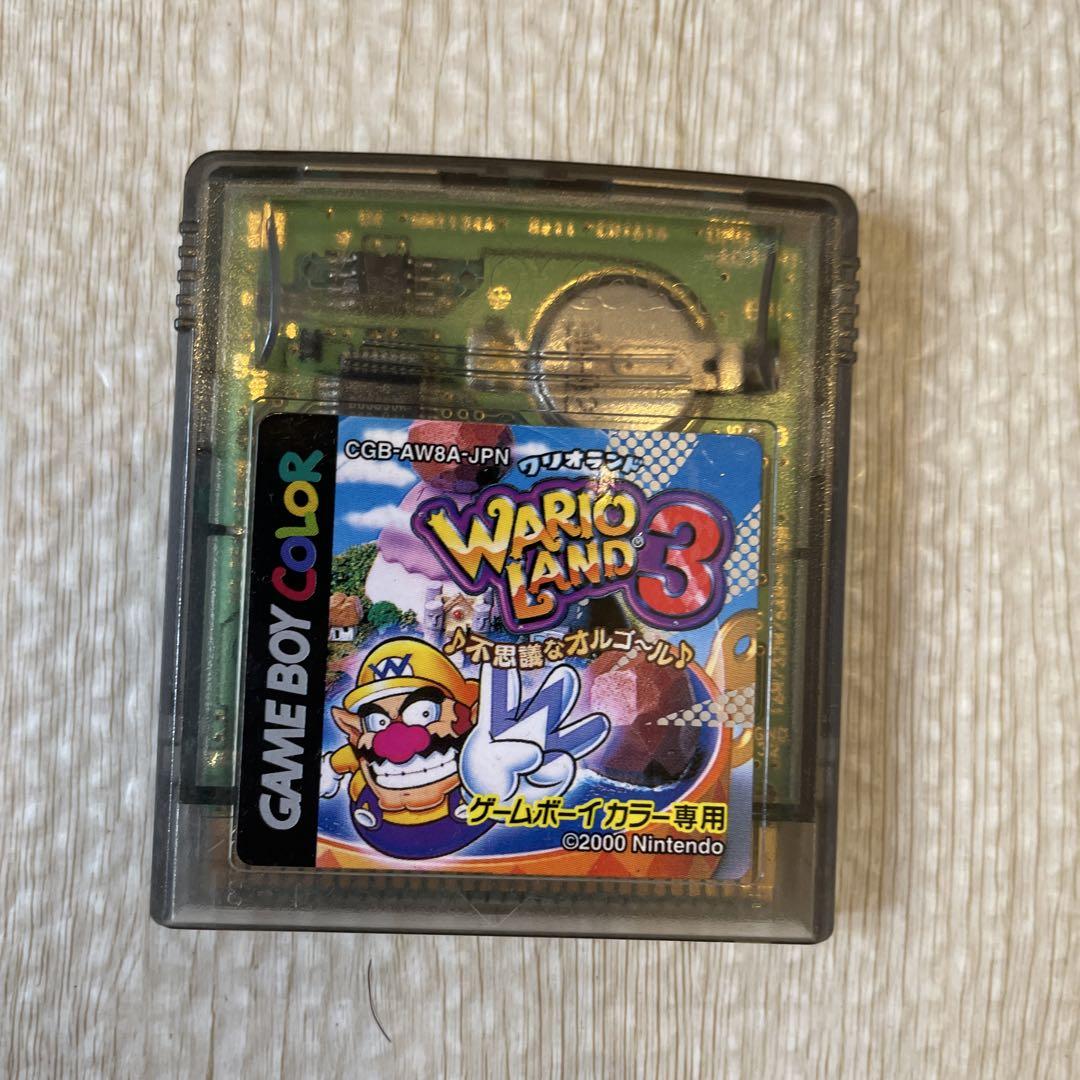 CGB-AW8A-JPN
ワリオランド
WARIO
LAND® 3
♪不思議なオルゴ〜ル♪
W
ゲームボーイカラー専用
©2000 Nintendo
GAME BOY COLOR